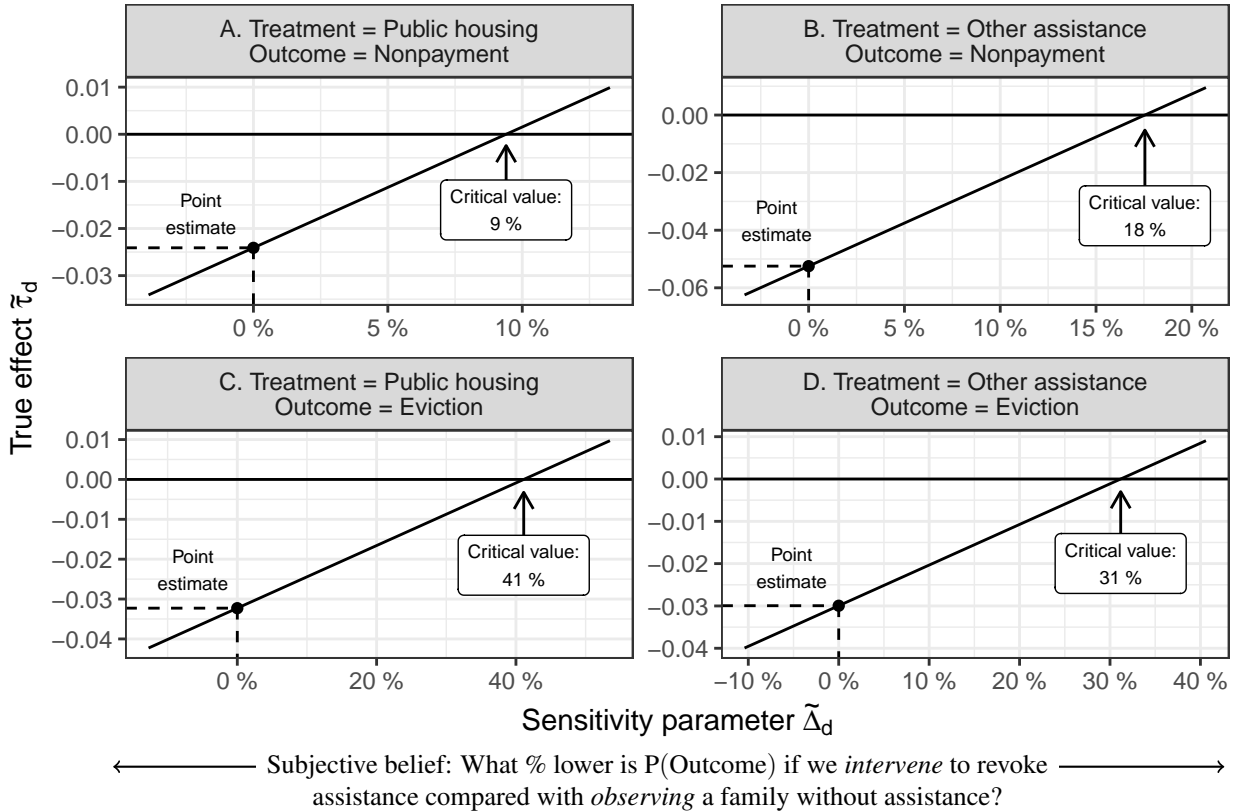 A. Treatment = Public housing
Outcome = Nonpayment
0.01
0.00
−0.01
−0.02
−0.03
Point
estimate
Critical value:
9 %
0 %
5 %
10 %
B. Treatment = Other assistance
Outcome = Nonpayment
0.00
−0.02
−0.04
−0.06
Point
estimate
Critical value:
18 %
0 %
5 %
10 %
15 %
20 %
C. Treatment = Public housing
Outcome = Eviction
0.01
0.00
−0.01
−0.02
−0.03
−0.04
Point
estimate
Critical value:
41 %
0 %
20 %
40 %
D. Treatment = Other assistance
Outcome = Eviction
0.01
0.00
−0.01
−0.02
−0.03
−0.04
Point
estimate
Critical value:
31 %
−10 %
0 %
10 %
20 %
30 %
40 %
True effect τ̃d
Sensitivity parameter Δ̃d
Subjective belief: What % lower is P(Outcome) if we intervene to revoke
assistance compared with observing a family without assistance?